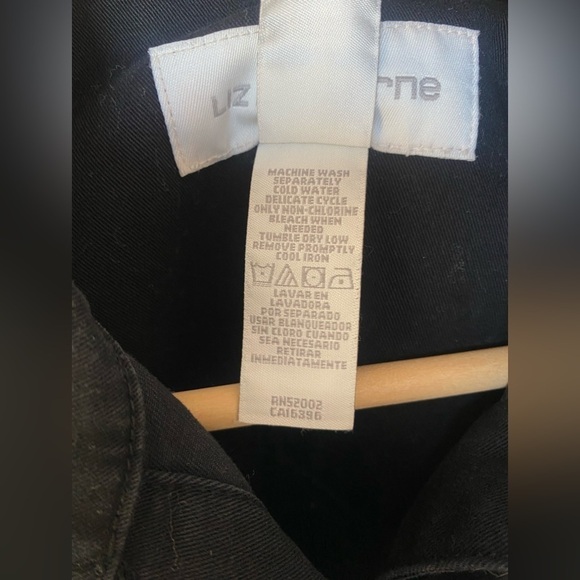 MACHINE WASH
SEPARATELY
COLD WATER
DELICATE CYCLE
ONLY NON-CHLORINE
BLEACH WHEN
NEEDED
TUMBLE DRY LOW
REMOVE PROMPTLY
COOL IRON
LAVAR EN
LAVADORA
POR SEPARADO
USAR BLANQUEADOR
SIN CLORO CUANDO
SEA NECESARIO
RETIRAR
INMEDIATAMENTE
RN52002
CA16396